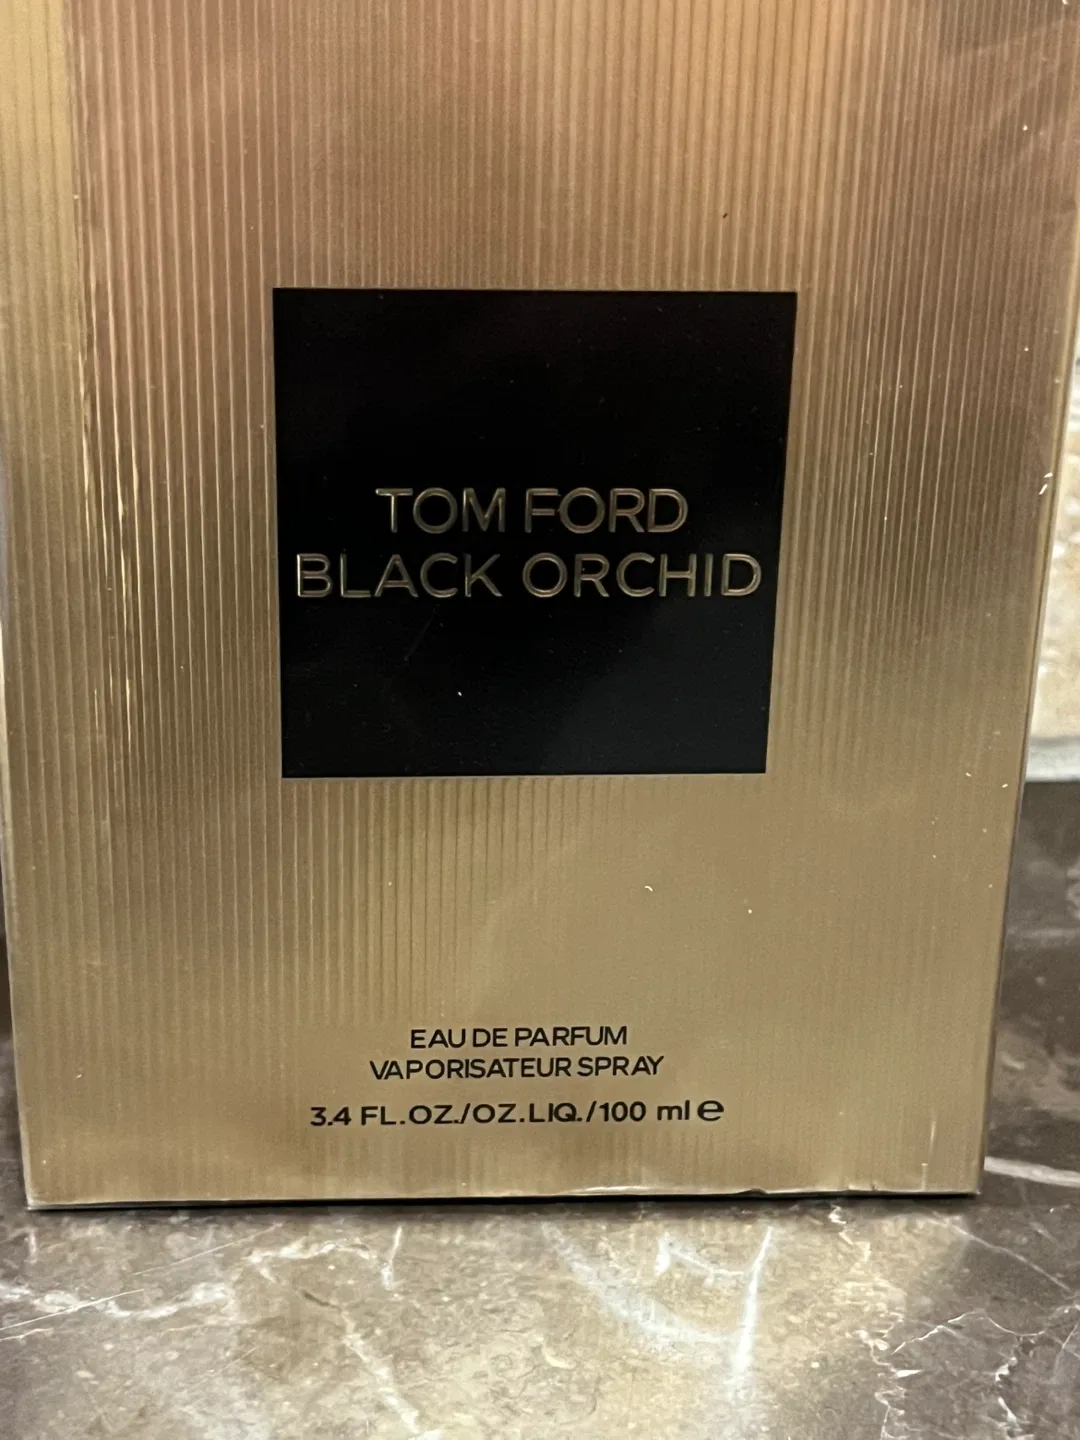 TOM FORD
BLACK ORCHID
EAU DE PARFUM
VAPORISATEUR SPRAY
3.4 FL.OZ./OZ.LIQ./100 ml ℮